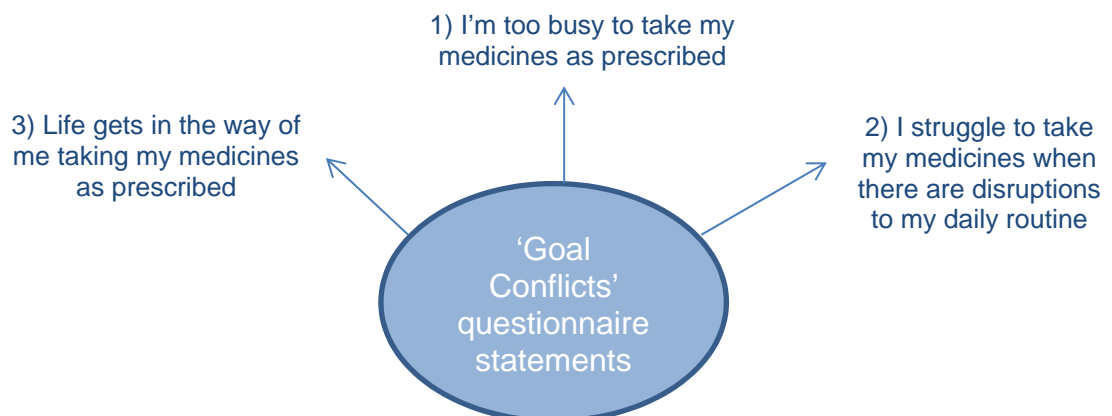 1) I’m too busy to take my
medicines as prescribed
3) Life gets in the way of
me taking my medicines
as prescribed
2) I struggle to take
my medicines when
there are disruptions
to my daily routine
‘Goal
Conflicts’
questionnaire
statements